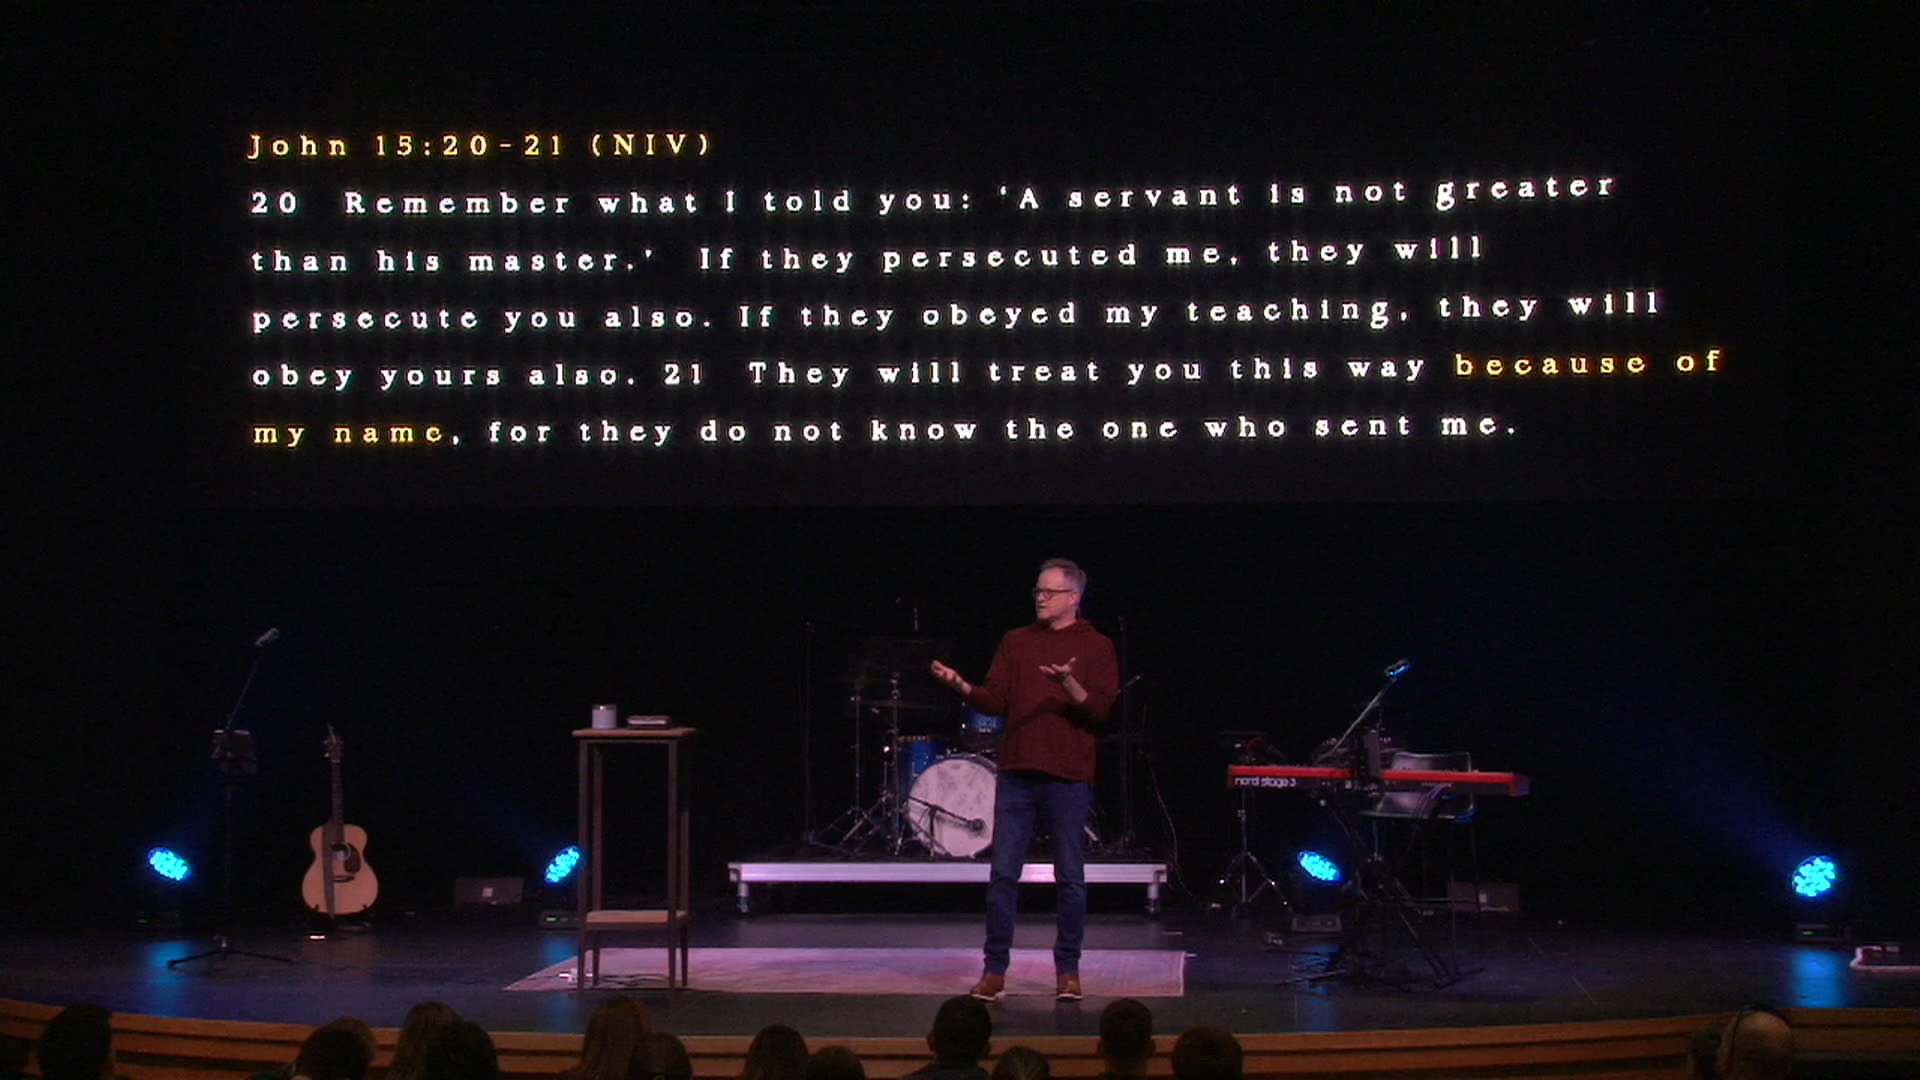 John 15:20-21 (NIV)
20 Remember what I told you: ‘A servant is not greater
than his master.’ If they persecuted me, they will
persecute you also. If they obeyed my teaching, they will
obey yours also. 21 They will treat you this way because of
my name, for they do not know the one who sent me.
nord stage 3